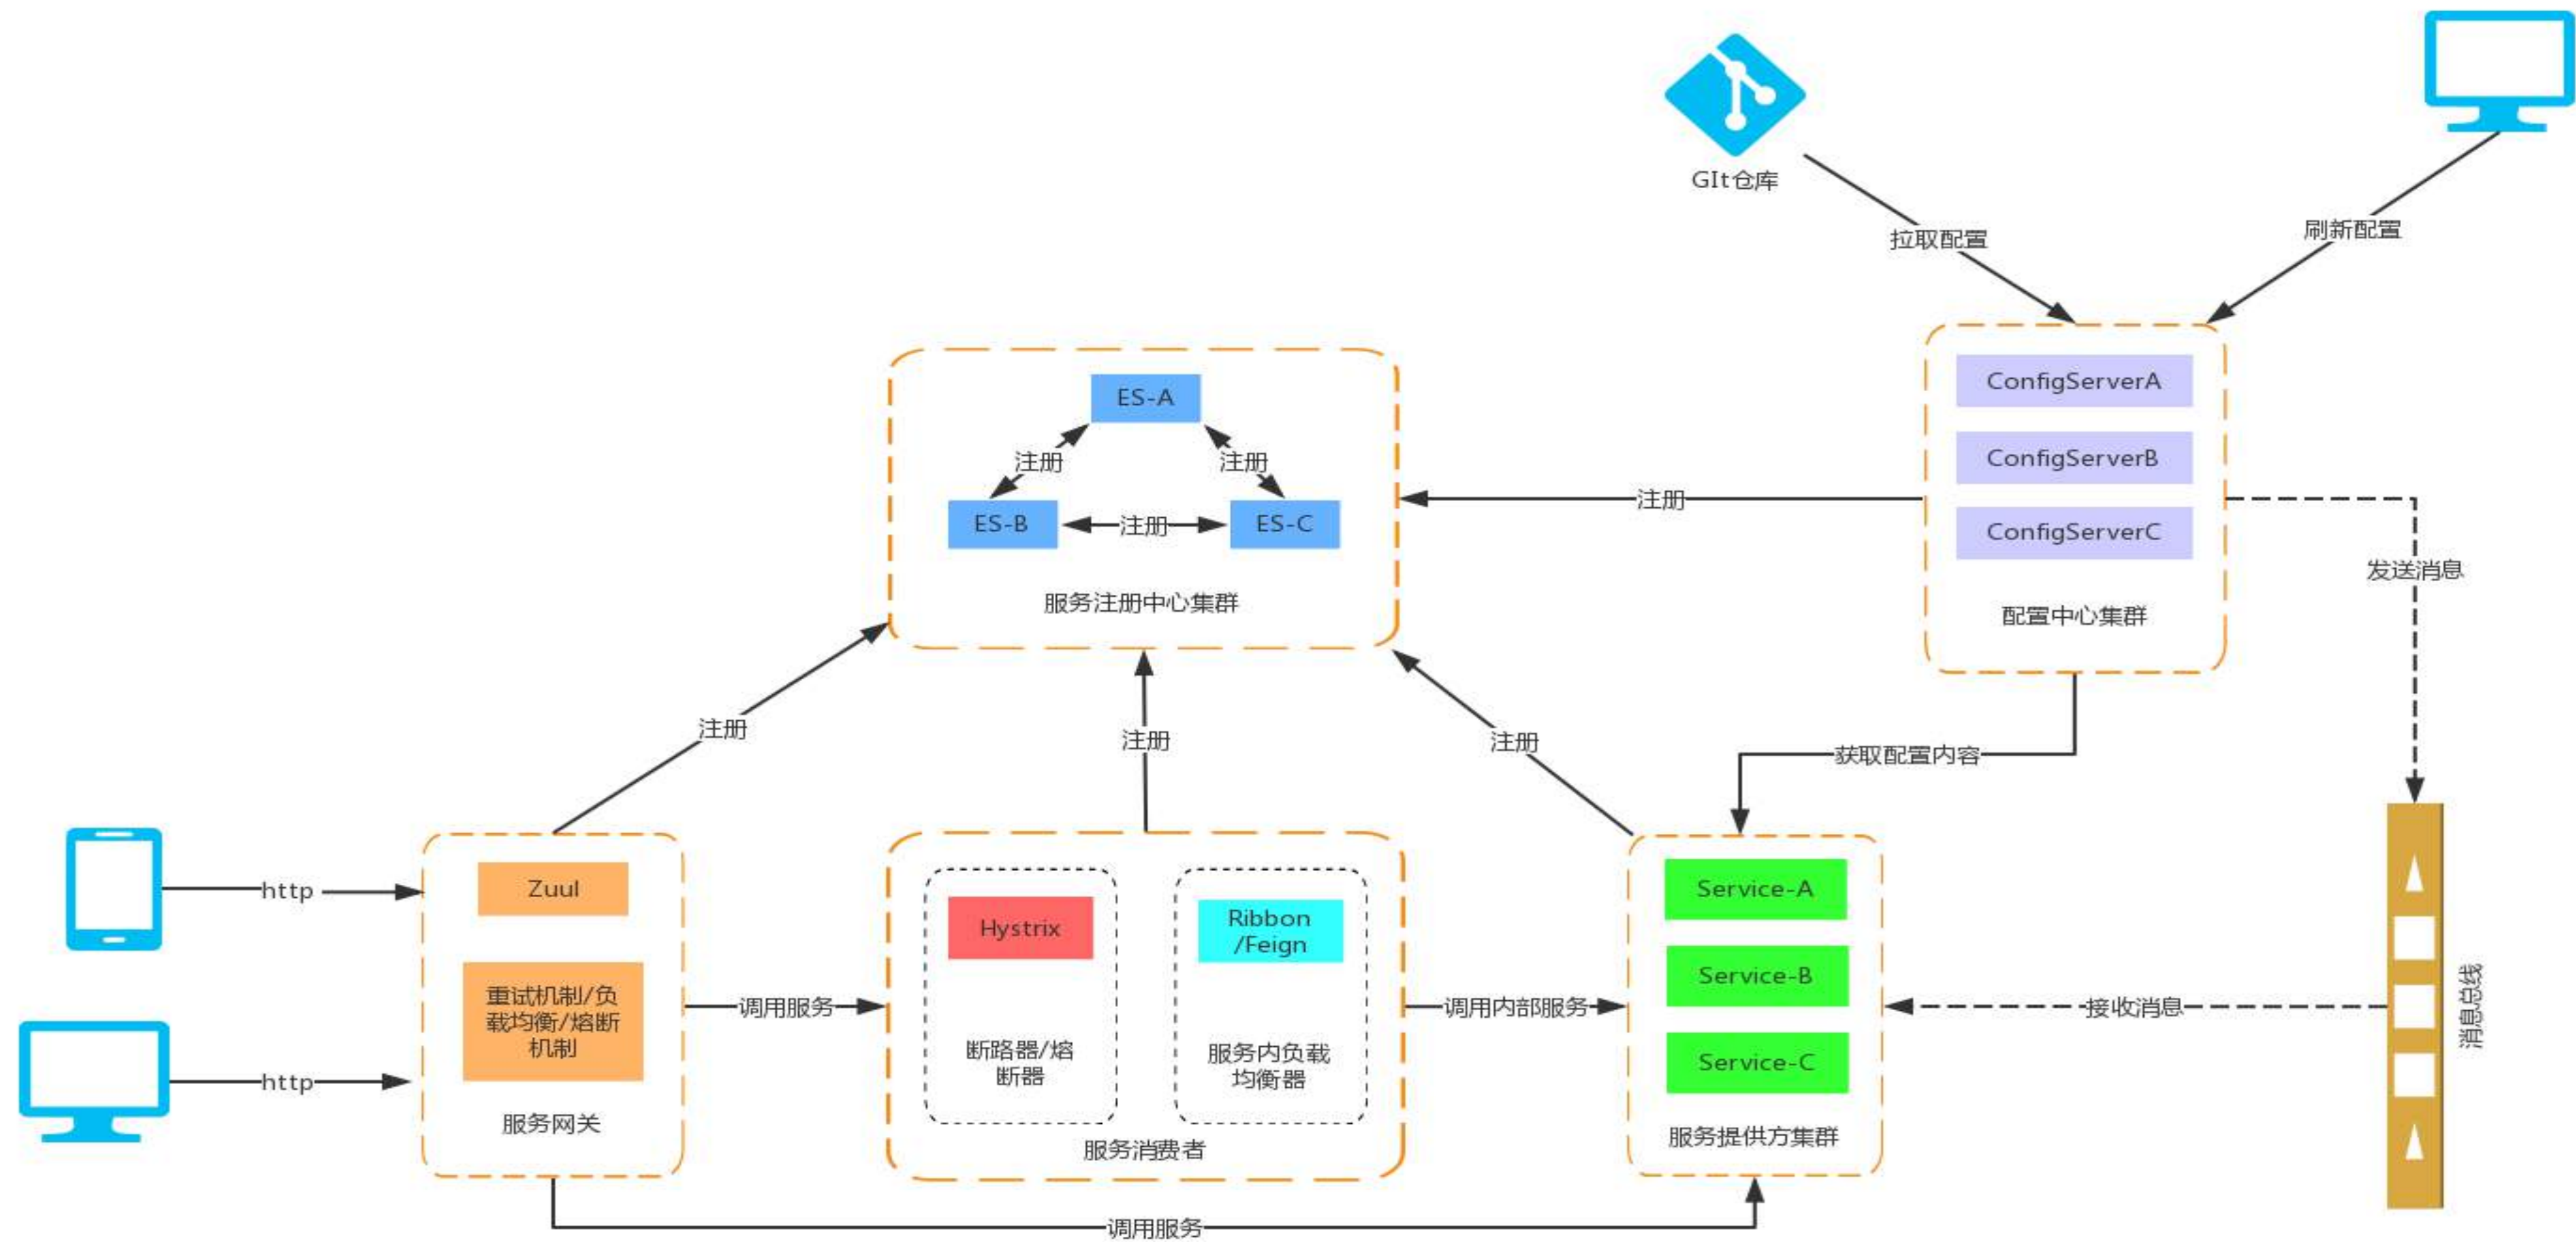 GIt仓库
拉取配置
刷新配置
ConfigServerA
ConfigServerB
ConfigServerC
配置中心集群
ES-A
注册
注册
ES-B
注册
ES-C
服务注册中心集群
注册
发送消息
注册
注册
注册
获取配置内容
http
http
Zuul
重试机制/负
载均衡/熔断
机制
服务网关
调用服务
Hystrix
断路器/熔
断器
Ribbon
/Feign
服务内负载
均衡器
服务消费者
调用内部服务
Service-A
Service-B
Service-C
服务提供方集群
接收消息
消息总线
调用服务